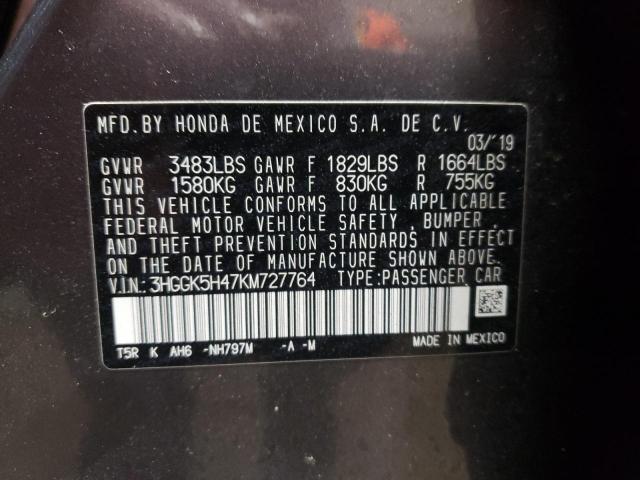 MFD.BY HONDA DE MEXICO S.A. DE C.V.
03/'19
GVWR 3483LBS GAWR F 1829LBS R 1664LBS
GVWR 1580KG GAWR F 830KG R 755KG
THIS VEHICLE CONFORMS TO ALL APPLICABLE
FEDERAL MOTOR VEHICLE SAFETY , BUMPER ,
AND THEFT PREVENTION STANDARDS IN EFFECT
ON THE DATE OF MANUFACTURE SHOWN ABOVE.
V.I.N: 3HGGK5H47KM727764 TYPE:PASSENGER CAR
T5R K AH6 -NH797M -A -M MADE IN MEXICO